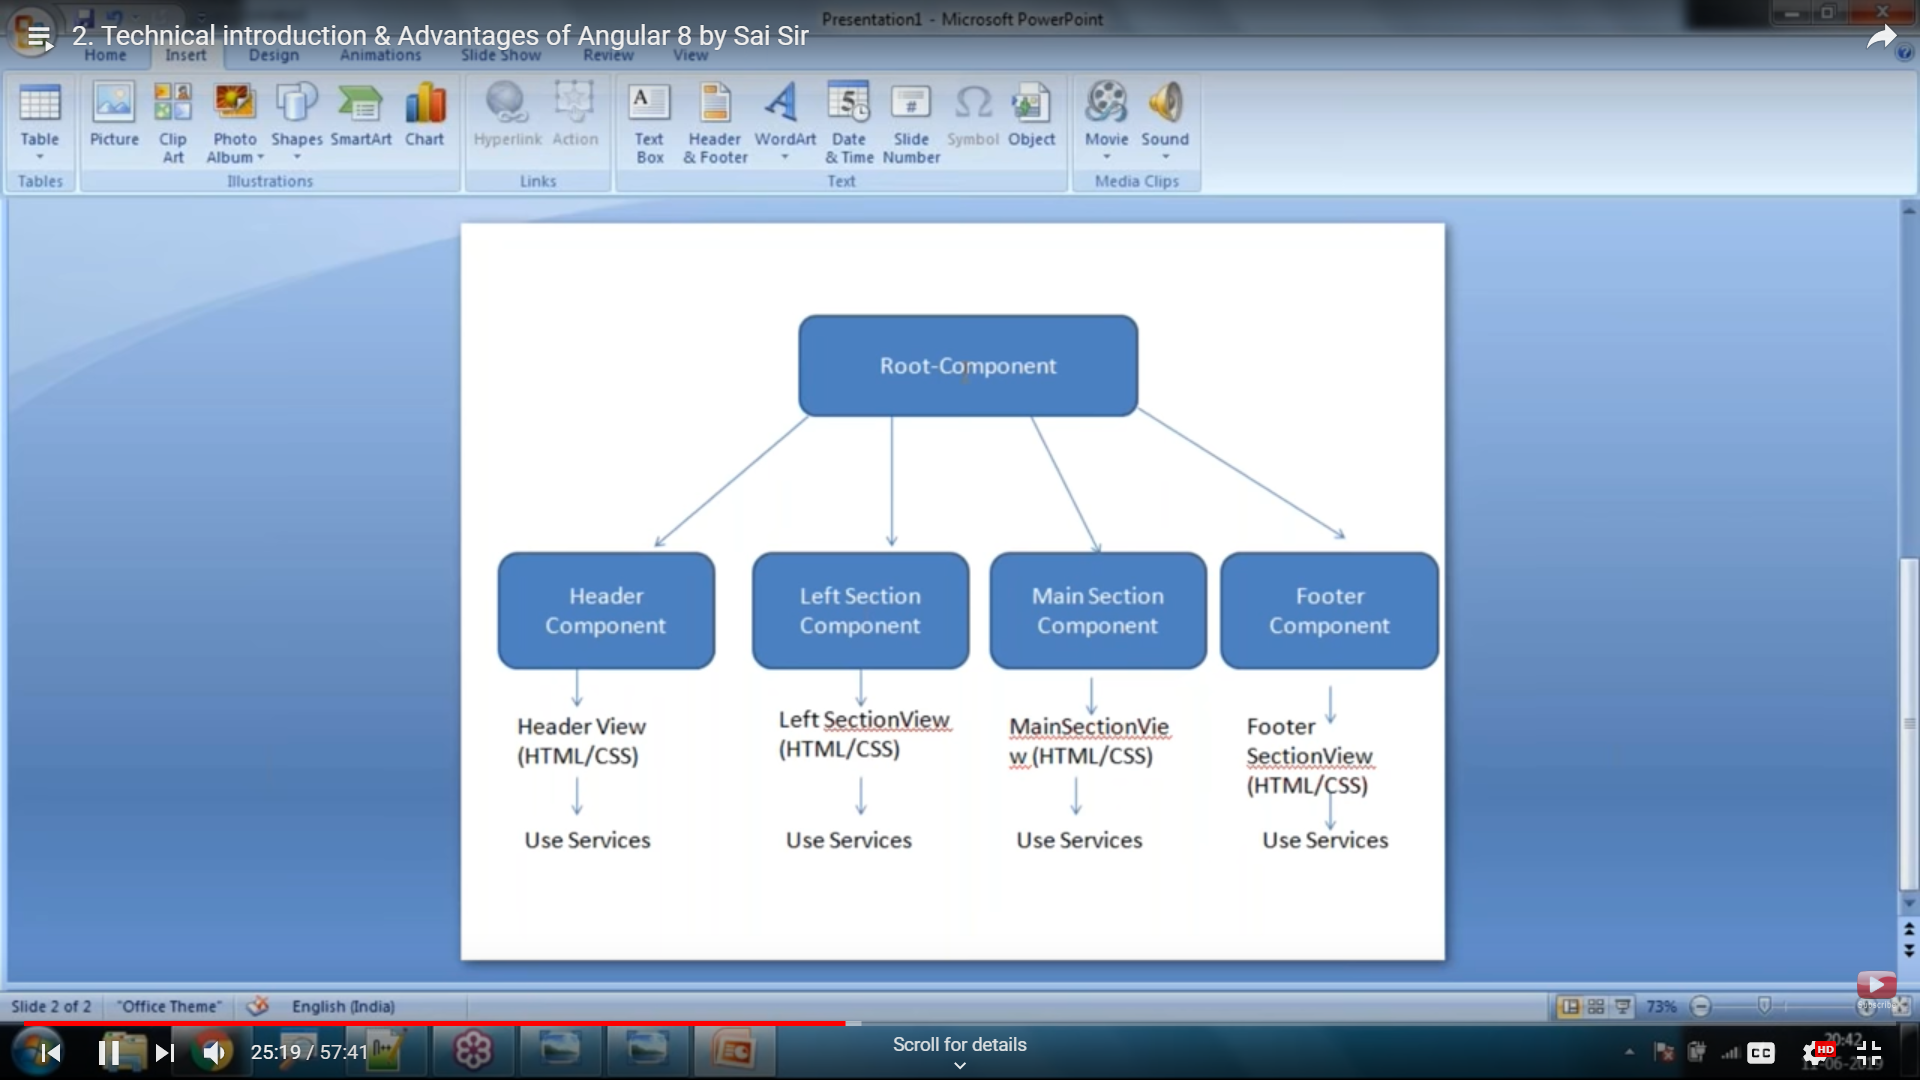 Presentation1 - Microsoft PowerPoint
2. Technical introduction & Advantages of Angular 8 by Sai Sir
Home Insert Design Animations Slide Show Review View
Table
Picture
Clip Art
Photo Album
Shapes
SmartArt
Chart
Hyperlink
Action
Text Box
Header & Footer
WordArt
Date & Time
Slide Number
Symbol
Object
Movie
Sound
Tables Illustrations Links Text Media Clips
Root-Component
Header
Component
Left Section
Component
Main Section
Component
Footer
Component
Header View
(HTML/CSS)
Left SectionView
(HTML/CSS)
MainSectionVie
w (HTML/CSS)
Footer
SectionView
(HTML/CSS)
Use Services
Use Services
Use Services
Use Services
Slide 2 of 2 "Office Theme" English (India) 73%
Subscribe
25:19 / 57:41
Scroll for details
CC
HD
20:42